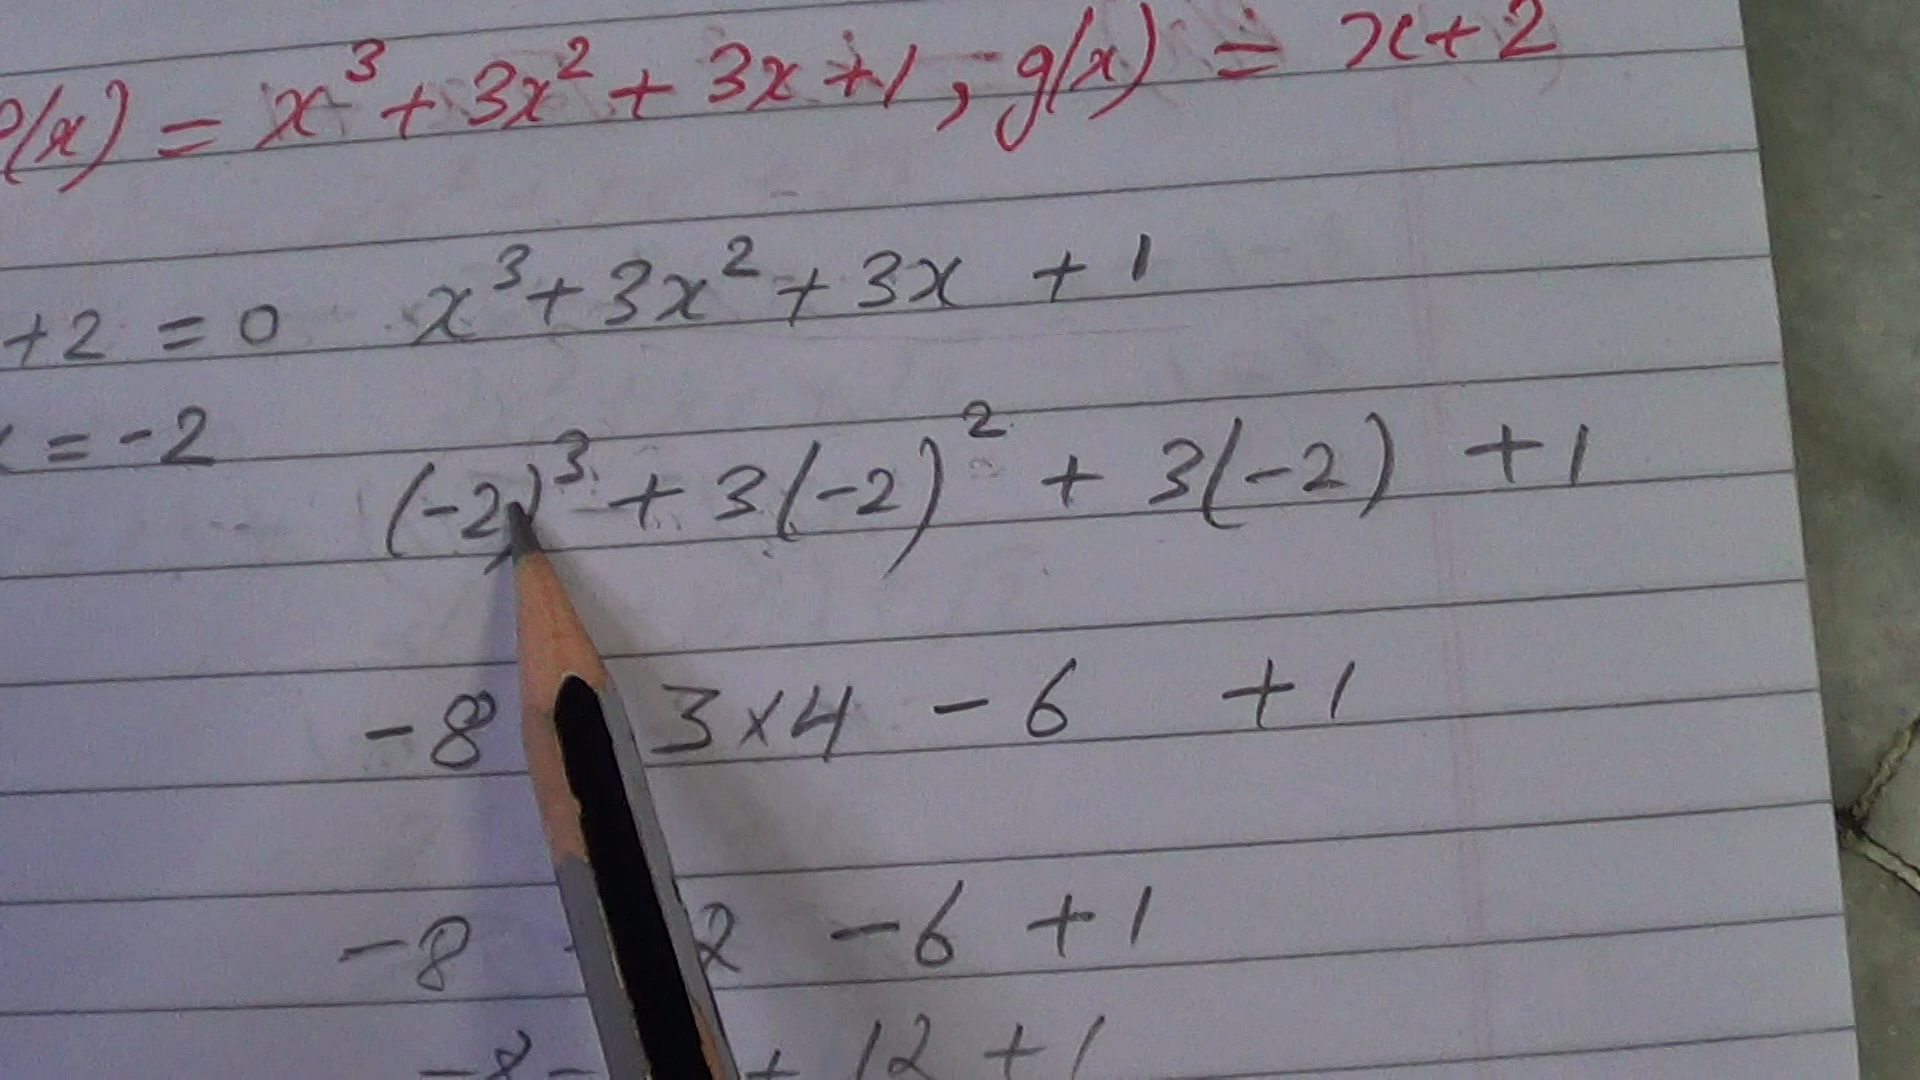 P(x) = x³ + 3x² + 3x + 1, g(x) = x + 2
+2 = 0 x³ + 3x² + 3x + 1
x = -2
(-2)³ + 3(-2)² + 3(-2) + 1
-8 3×4 - 6 + 1
-8 2 - 6 + 1
-8 - + 12 + 1